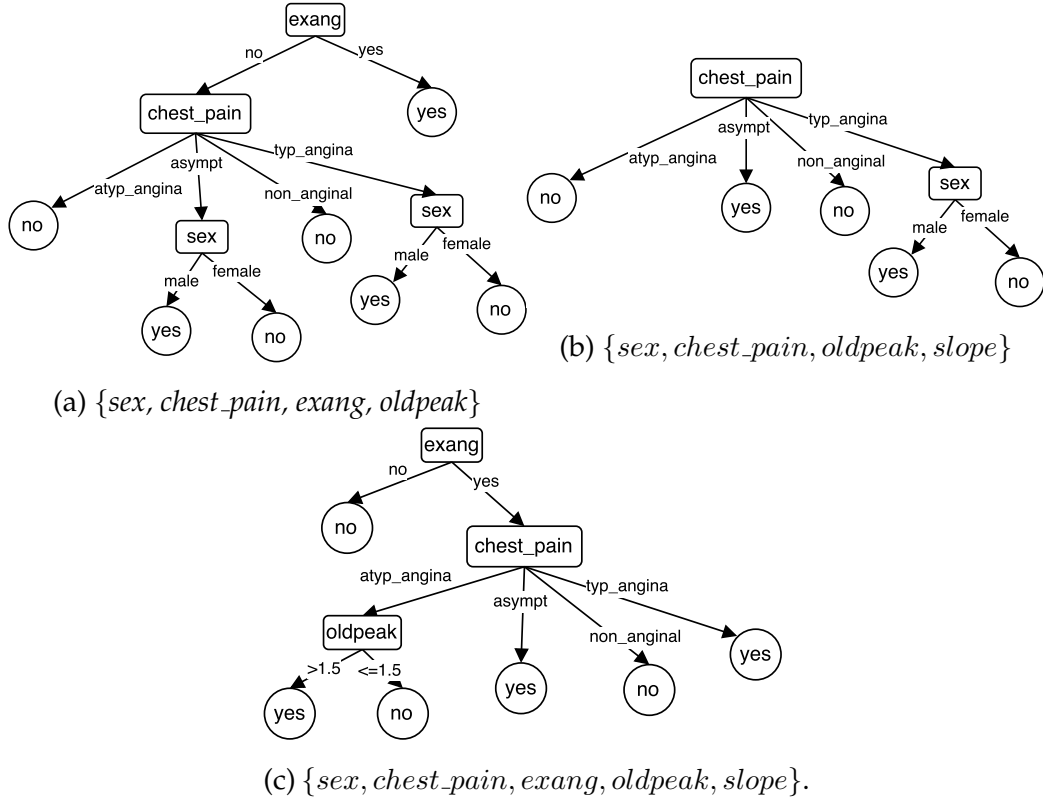 exang
no
yes
chest_pain
yes
atyp_angina
asympt
non_anginal
typ_angina
no
sex
no
sex
male
female
yes
no
male
female
yes
no
(a) {sex, chest_pain, exang, oldpeak}
chest_pain
atyp_angina
asympt
non_anginal
typ_angina
no
yes
no
sex
male
female
yes
no
(b) {sex, chest_pain, oldpeak, slope}
exang
no
yes
no
chest_pain
atyp_angina
asympt
non_anginal
typ_angina
oldpeak
yes
no
yes
>1.5
<=1.5
yes
no
(c) {sex, chest_pain, exang, oldpeak, slope}.